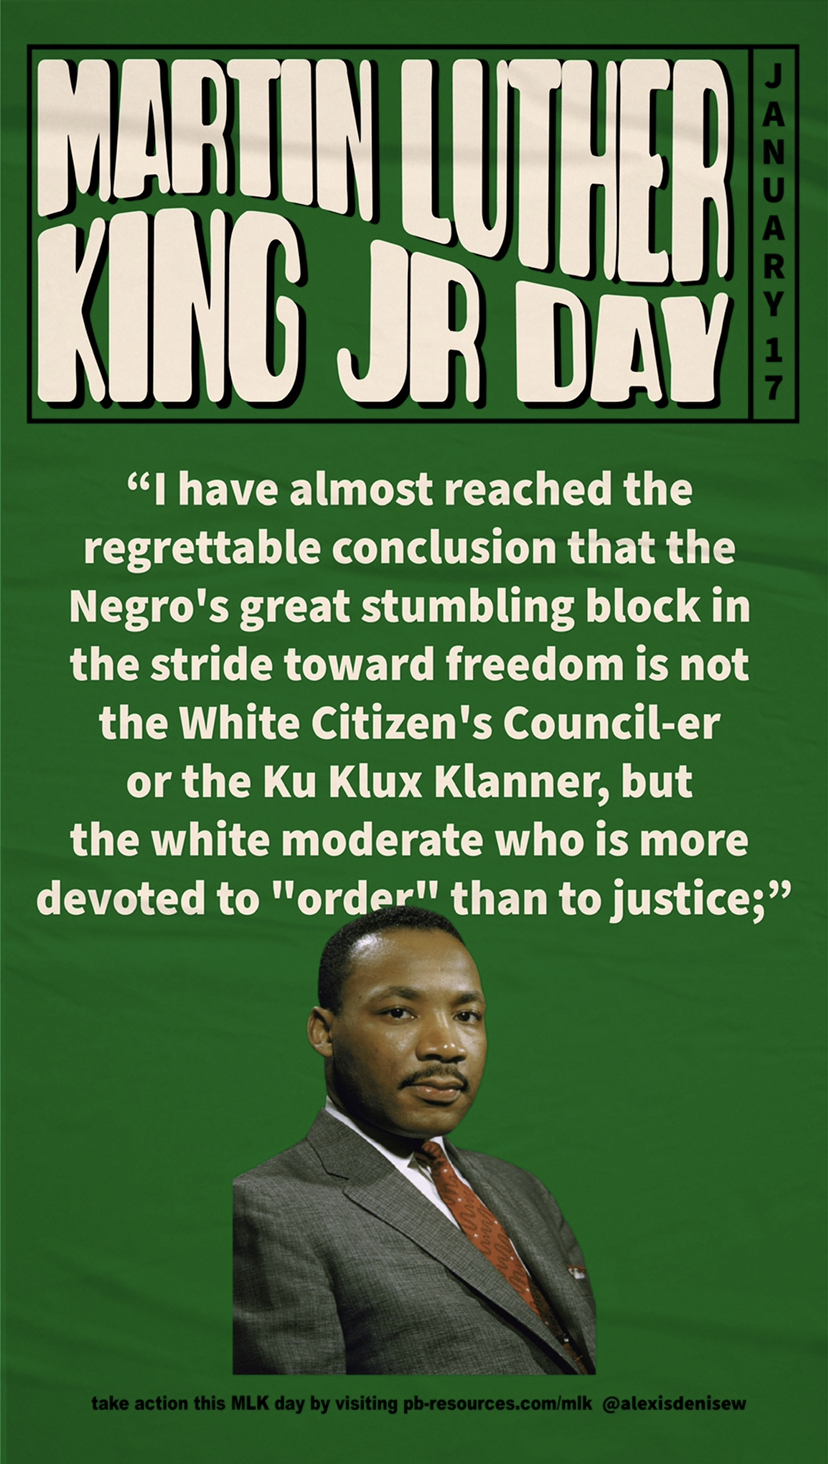 MARTIN LUTHER
KING JR DAY
JANUARY 17
“I have almost reached the
regrettable conclusion that the
Negro's great stumbling block in
the stride toward freedom is not
the White Citizen's Council-er
or the Ku Klux Klanner, but
the white moderate who is more
devoted to "order" than to justice;”
take action this MLK day by visiting pb-resources.com/mlk @alexisdenisew